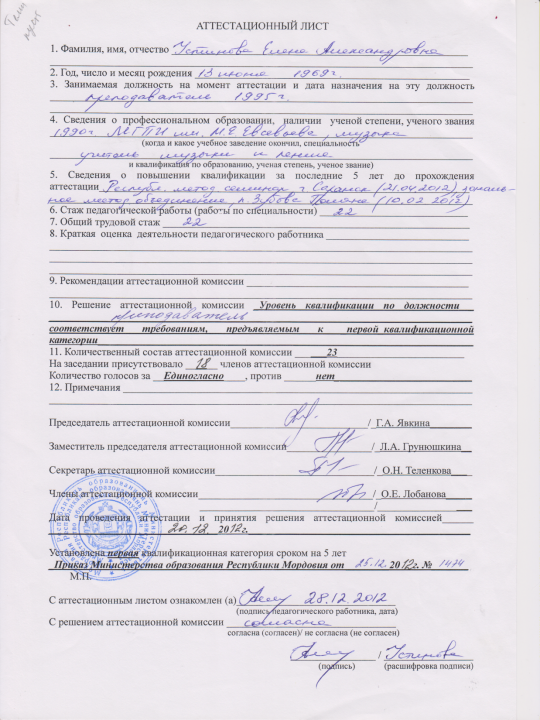 АТТЕСТАЦИОННЫЙ ЛИСТ
1. Фамилия, имя, отчество Устинова Елена Александровна
2. Год, число и месяц рождения 13 июня 1969г.
3. Занимаемая должность на момент аттестации и дата назначения на эту должность
преподаватель 1995г.
4. Сведения о профессиональном образовании, наличии ученой степени, ученого звания
1990г. МГПИ им. М.Е. Евсевьева, музыка
(когда и какое учебное заведение окончил, специальность
учитель музыки и пения
и квалификация по образованию, ученая степень, ученое звание)
5. Сведения о повышении квалификации за последние 5 лет до прохождения
аттестации Республ. метод. семинар г. Саранск (21.04.2012) зональ-
ное метод. объединение, п. Зубова Поляна (10.02.2012)
6. Стаж педагогической работы (работы по специальности) 22
7. Общий трудовой стаж 22
8. Краткая оценка деятельности педагогического работника
9. Рекомендации аттестационной комиссии
10. Решение аттестационной комиссии Уровень квалификации по должности
преподаватель
соответствует требованиям, предъявляемым к первой квалификационной
категории
11. Количественный состав аттестационной комиссии 23
На заседании присутствовало 18 членов аттестационной комиссии
Количество голосов за Единогласно, против нет
12. Примечания
Председатель аттестационной комиссии / Г.А. Явкина
Заместитель председателя аттестационной комиссии / Л.А. Грунюшкина
Секретарь аттестационной комиссии / О.Н. Теленкова
Члены аттестационной комиссии / О.Е. Лобанова
/
Дата проведения аттестации и принятия решения аттестационной комиссией
20.12. 2012г.
Установлена первая квалификационная категория сроком на 5 лет
Приказ Министерства образования Республики Мордовия от 25.12.2012г. № 1474
М.П.
С аттестационным листом ознакомлен (а) 28.12.2012
(подпись педагогического работника, дата)
С решением аттестационной комиссии согласна
согласна (согласен)/ не согласна (не согласен)
/ Устинова
(подпись) (расшифровка подписи)